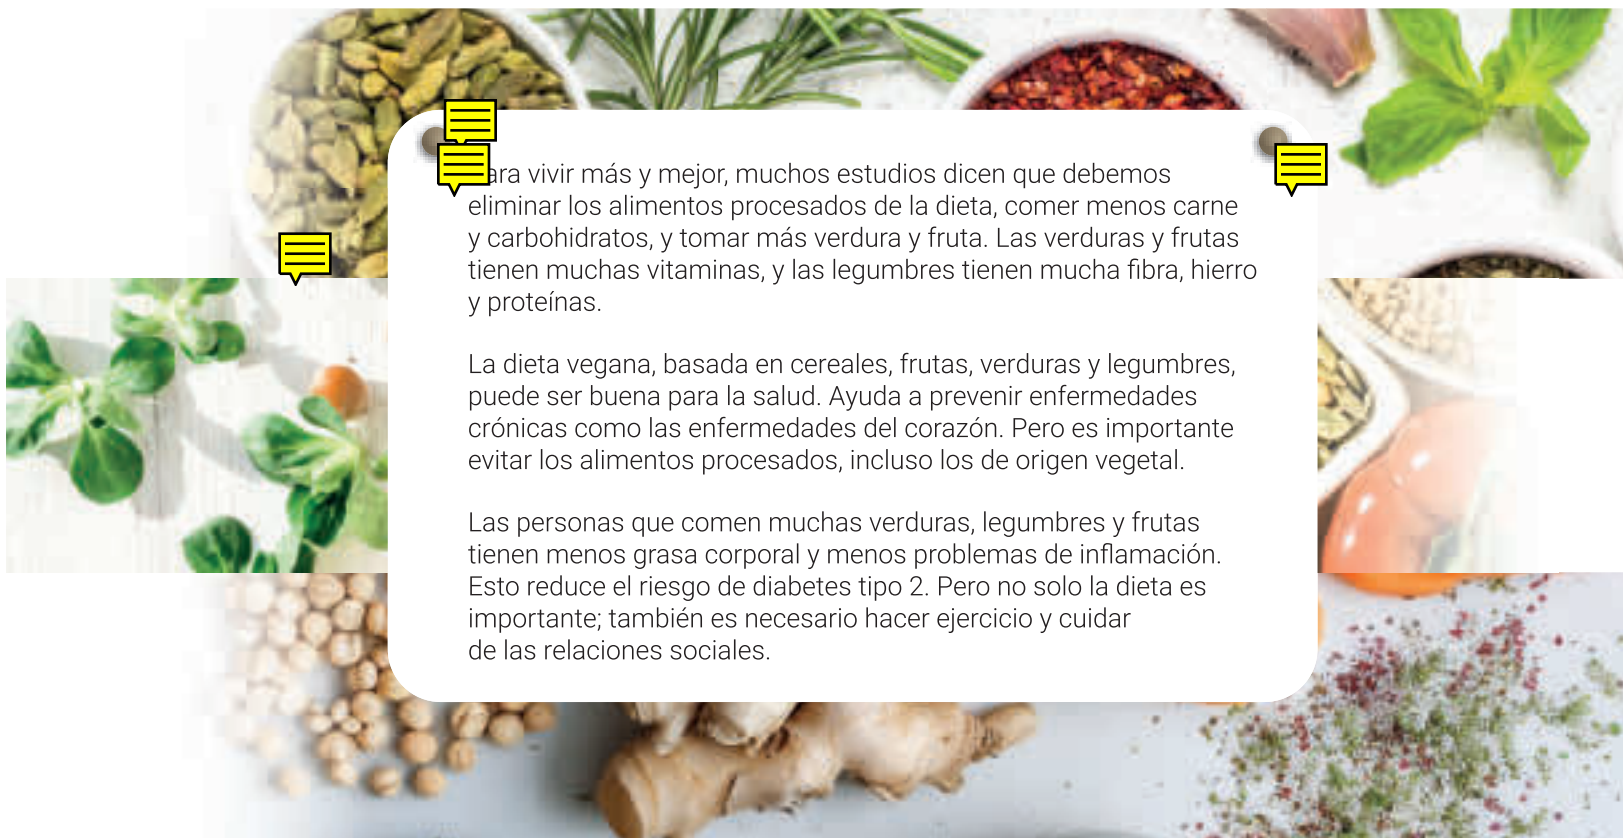 Para vivir más y mejor, muchos estudios dicen que debemos
eliminar los alimentos procesados de la dieta, comer menos carne
y carbohidratos, y tomar más verdura y fruta. Las verduras y frutas
tienen muchas vitaminas, y las legumbres tienen mucha fibra, hierro
y proteínas.
La dieta vegana, basada en cereales, frutas, verduras y legumbres,
puede ser buena para la salud. Ayuda a prevenir enfermedades
crónicas como las enfermedades del corazón. Pero es importante
evitar los alimentos procesados, incluso los de origen vegetal.
Las personas que comen muchas verduras, legumbres y frutas
tienen menos grasa corporal y menos problemas de inflamación.
Esto reduce el riesgo de diabetes tipo 2. Pero no solo la dieta es
importante; también es necesario hacer ejercicio y cuidar
de las relaciones sociales.